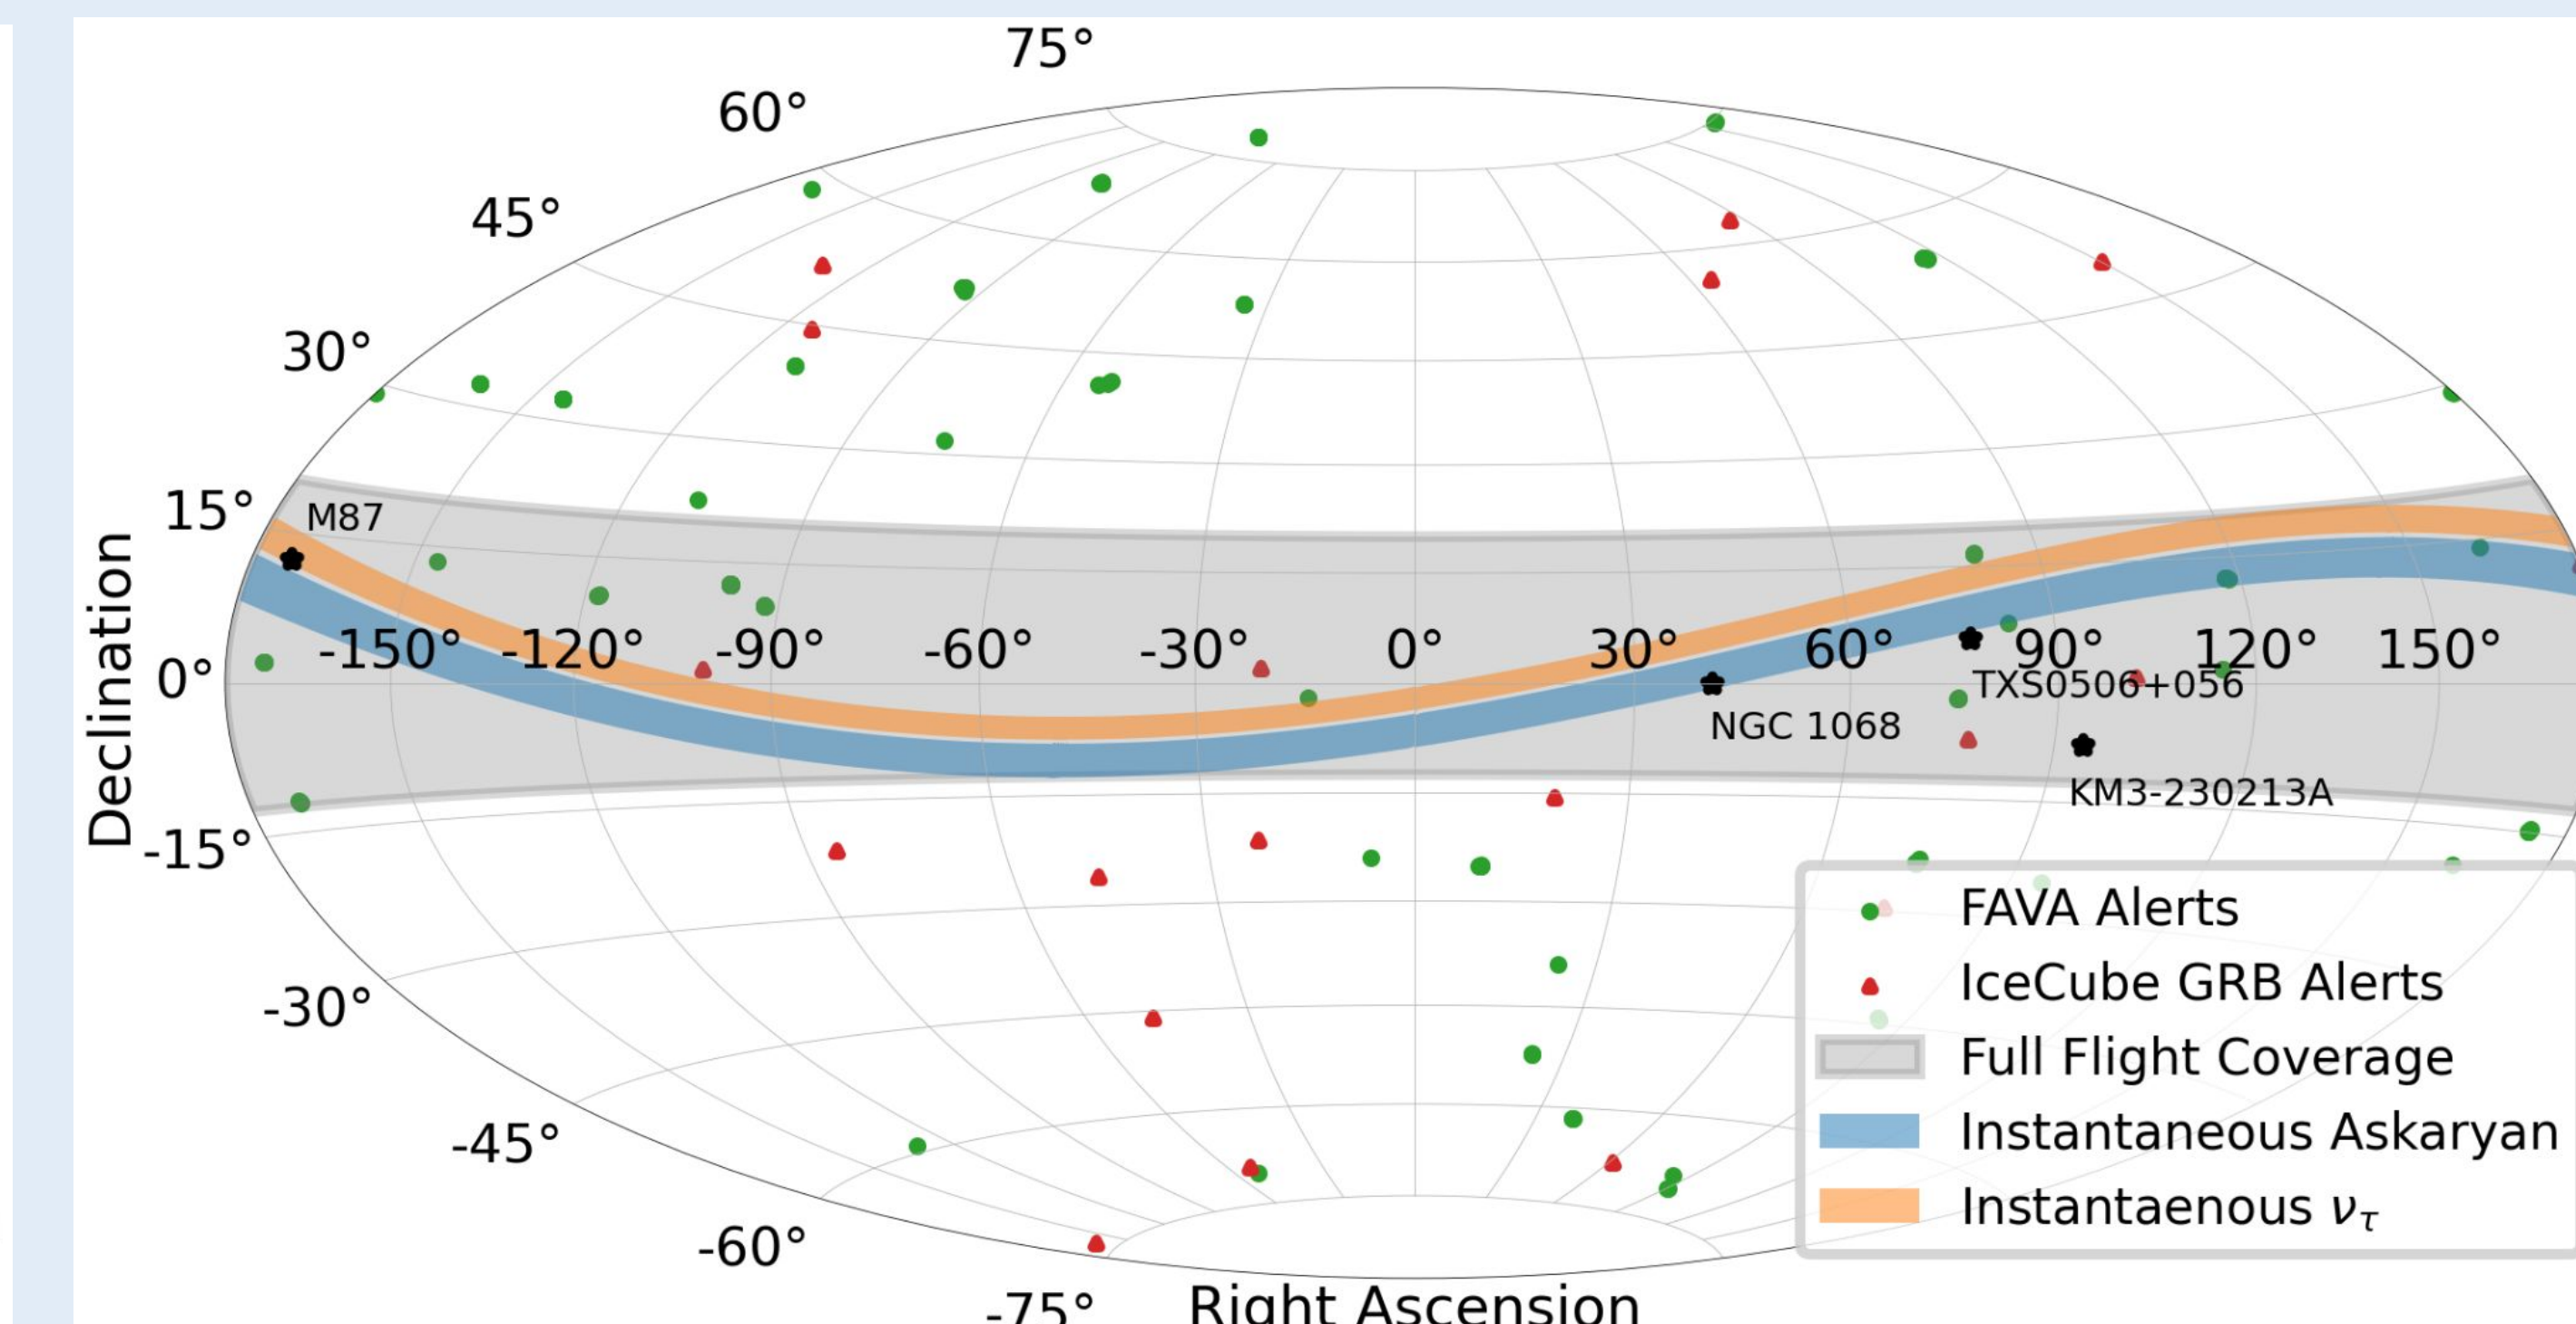 75°
60°
45°
30°
15°
M87
-150° -120° -90° -60° -30° 0° 30° 60° 90° 120° 150°
0°
TXS0506+056
NGC 1068
KM3-230213A
Declination
-15°
-30°
-45°
-60°
-75°
FAVA Alerts
IceCube GRB Alerts
Full Flight Coverage
Instantaneous Askaryan
Instantaenous ν_τ
Right Ascension